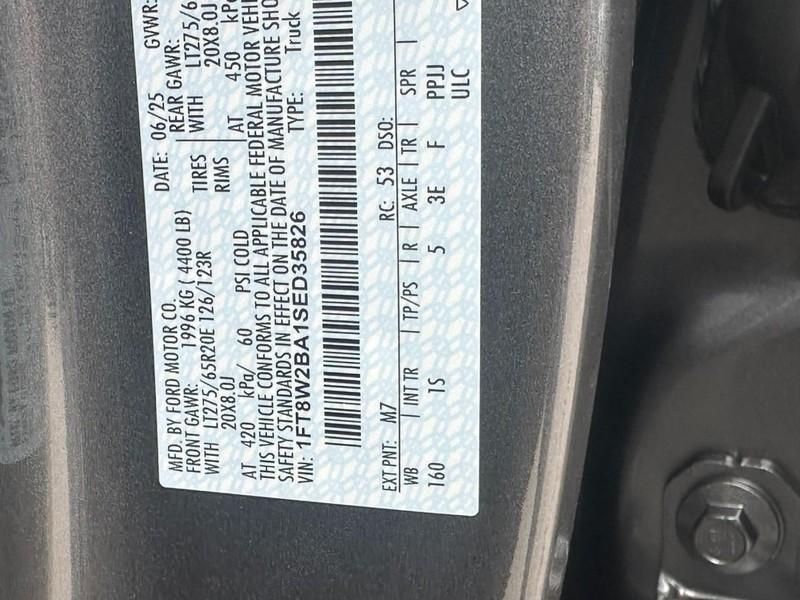 MFD. BY FORD MOTOR CO. DATE: 06/25 GVWR:
FRONT GAWR: 1996 KG ( 4400 LB) REAR GAWR:
WITH LT275/65R20E 126/123R TIRES WITH LT275/6
20X8.0J RIMS 20X8.0J
AT 420 kPa/ 60 PSI COLD AT 450 kP
THIS VEHICLE CONFORMS TO ALL APPLICABLE FEDERAL MOTOR VEHI
SAFETY STANDARDS IN EFFECT ON THE DATE OF MANUFACTURE SHO
VIN: 1FT8W2BA1SED35826 TYPE: Truck
EXT PNT: M7 RC: 53 DSO:
WB | INT TR | TP/PS | R | AXLE | TR | SPR |
160 1S 5 3E F PPJJ
ULC